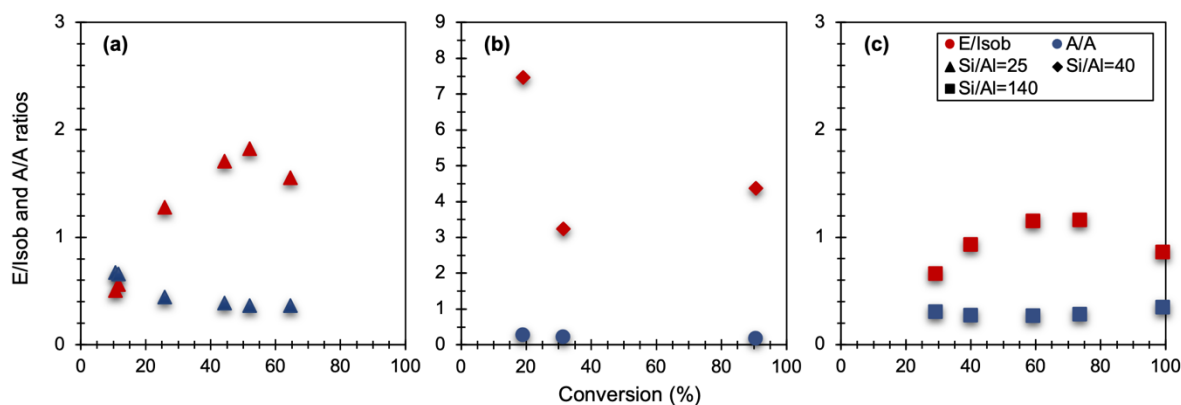 E/Isob and A/A ratios
3
2
1
0
(a)
0 20 40 60 80 100
9
8
7
6
5
4
3
2
1
0
(b)
0 20 40 60 80 100
Conversion (%)
3
2
1
0
(c)
E/Isob A/A
Si/Al=25 Si/Al=40
Si/Al=140
0 20 40 60 80 100